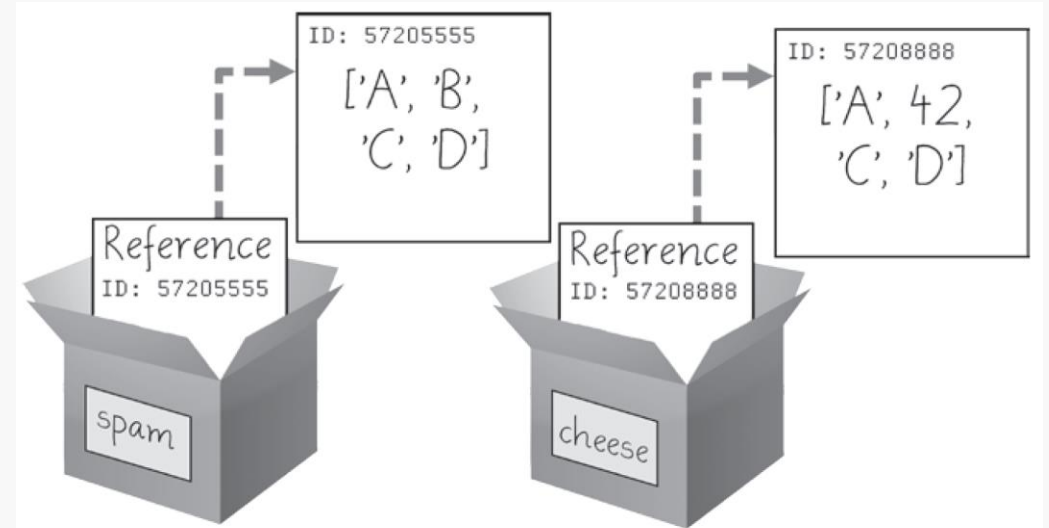 ID: 57205555
['A', 'B',
'C', 'D']
Reference
ID: 57205555
spam
ID: 57208888
['A', 42,
'C', 'D']
Reference
ID: 57208888
cheese